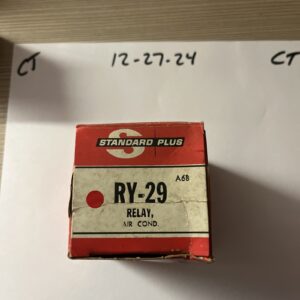 CT 12-27-24 CT
S
STANDARD PLUS
A68
RY-29
RELAY,
AIR COND.